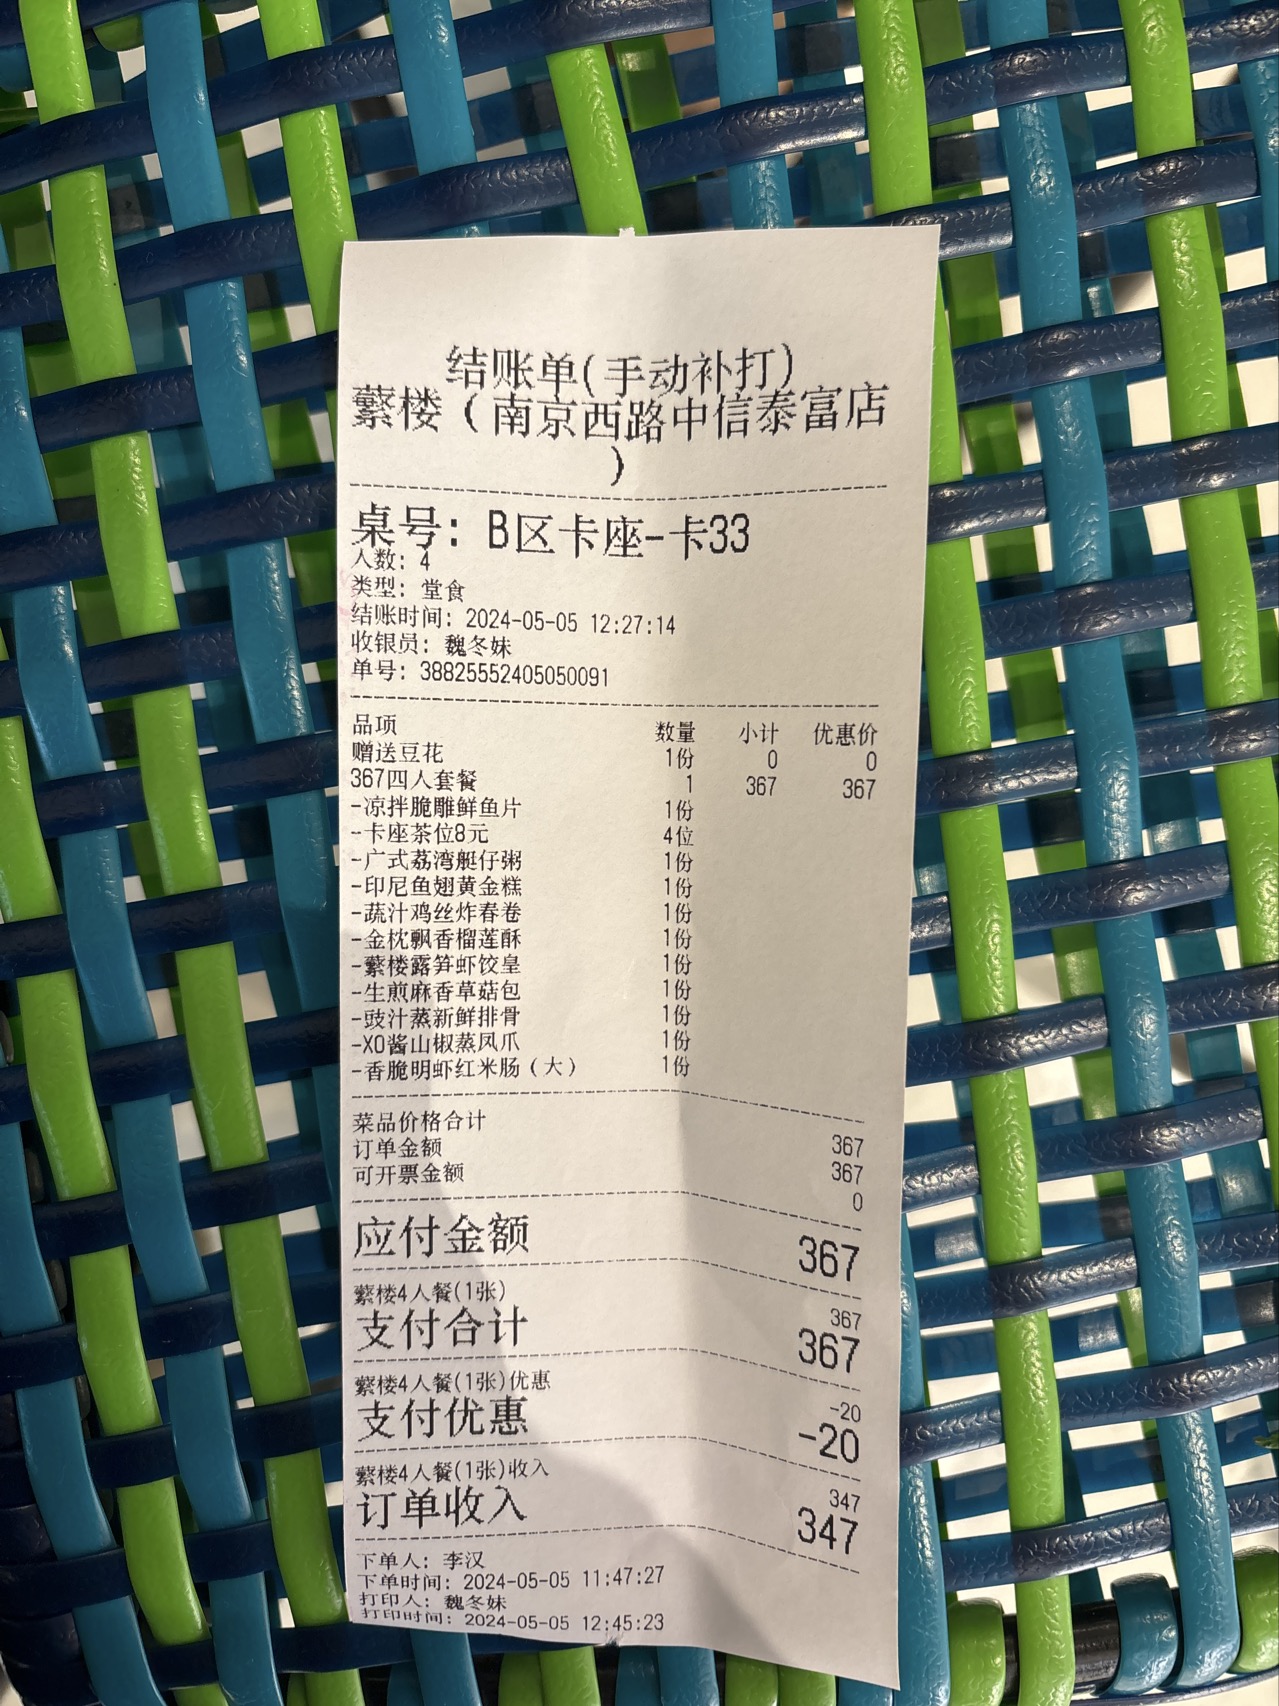 结账单(手动补打)
蘩楼（南京西路中信泰富店
）
桌号: B区卡座-卡33
人数: 4
类型: 堂食
结账时间: 2024-05-05 12:27:14
收银员: 魏冬妹
单号: 38825552405050091
品项 数量 小计 优惠价
赠送豆花 1份 0 0
367四人套餐 1 367 367
-凉拌脆雕鲜鱼片 1份
-卡座茶位8元 4位
-广式荔湾艇仔粥 1份
-印尼鱼翅黄金糕 1份
-蔬汁鸡丝炸春卷 1份
-金枕飘香榴莲酥 1份
-蘩楼露笋虾饺皇 1份
-生煎麻香草菇包 1份
-豉汁蒸新鲜排骨 1份
-XO酱山椒蒸凤爪 1份
-香脆明虾红米肠（大） 1份
菜品价格合计 367
订单金额 367
可开票金额 0
应付金额 367
蘩楼4人餐(1张) 367
支付合计 367
蘩楼4人餐(1张)优惠 -20
支付优惠 -20
蘩楼4人餐(1张)收入 347
订单收入 347
下单人: 李汉
下单时间: 2024-05-05 11:47:27
打印人: 魏冬妹
打印时间: 2024-05-05 12:45:23